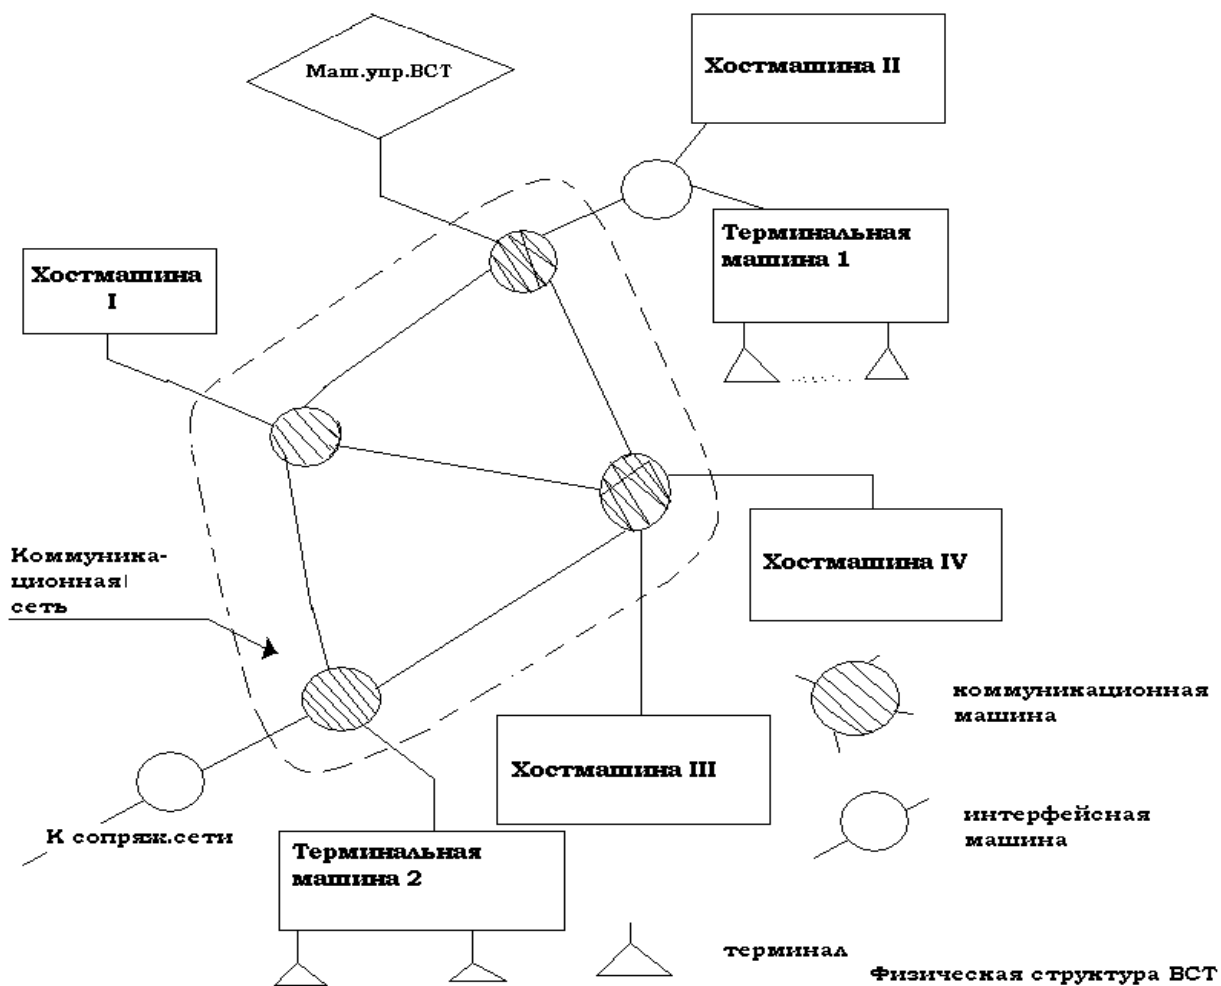 Маш.упр.ВСТ
Хостмашина II
Терминальная
машина 1
Хостмашина
I
Коммуника-
ционная
сеть
Хостмашина IV
коммуникационная
машина
Хостмашина III
интерфейсная
машина
К сопряж.сети
Терминальная
машина 2
терминал
Физическая структура ВСТ